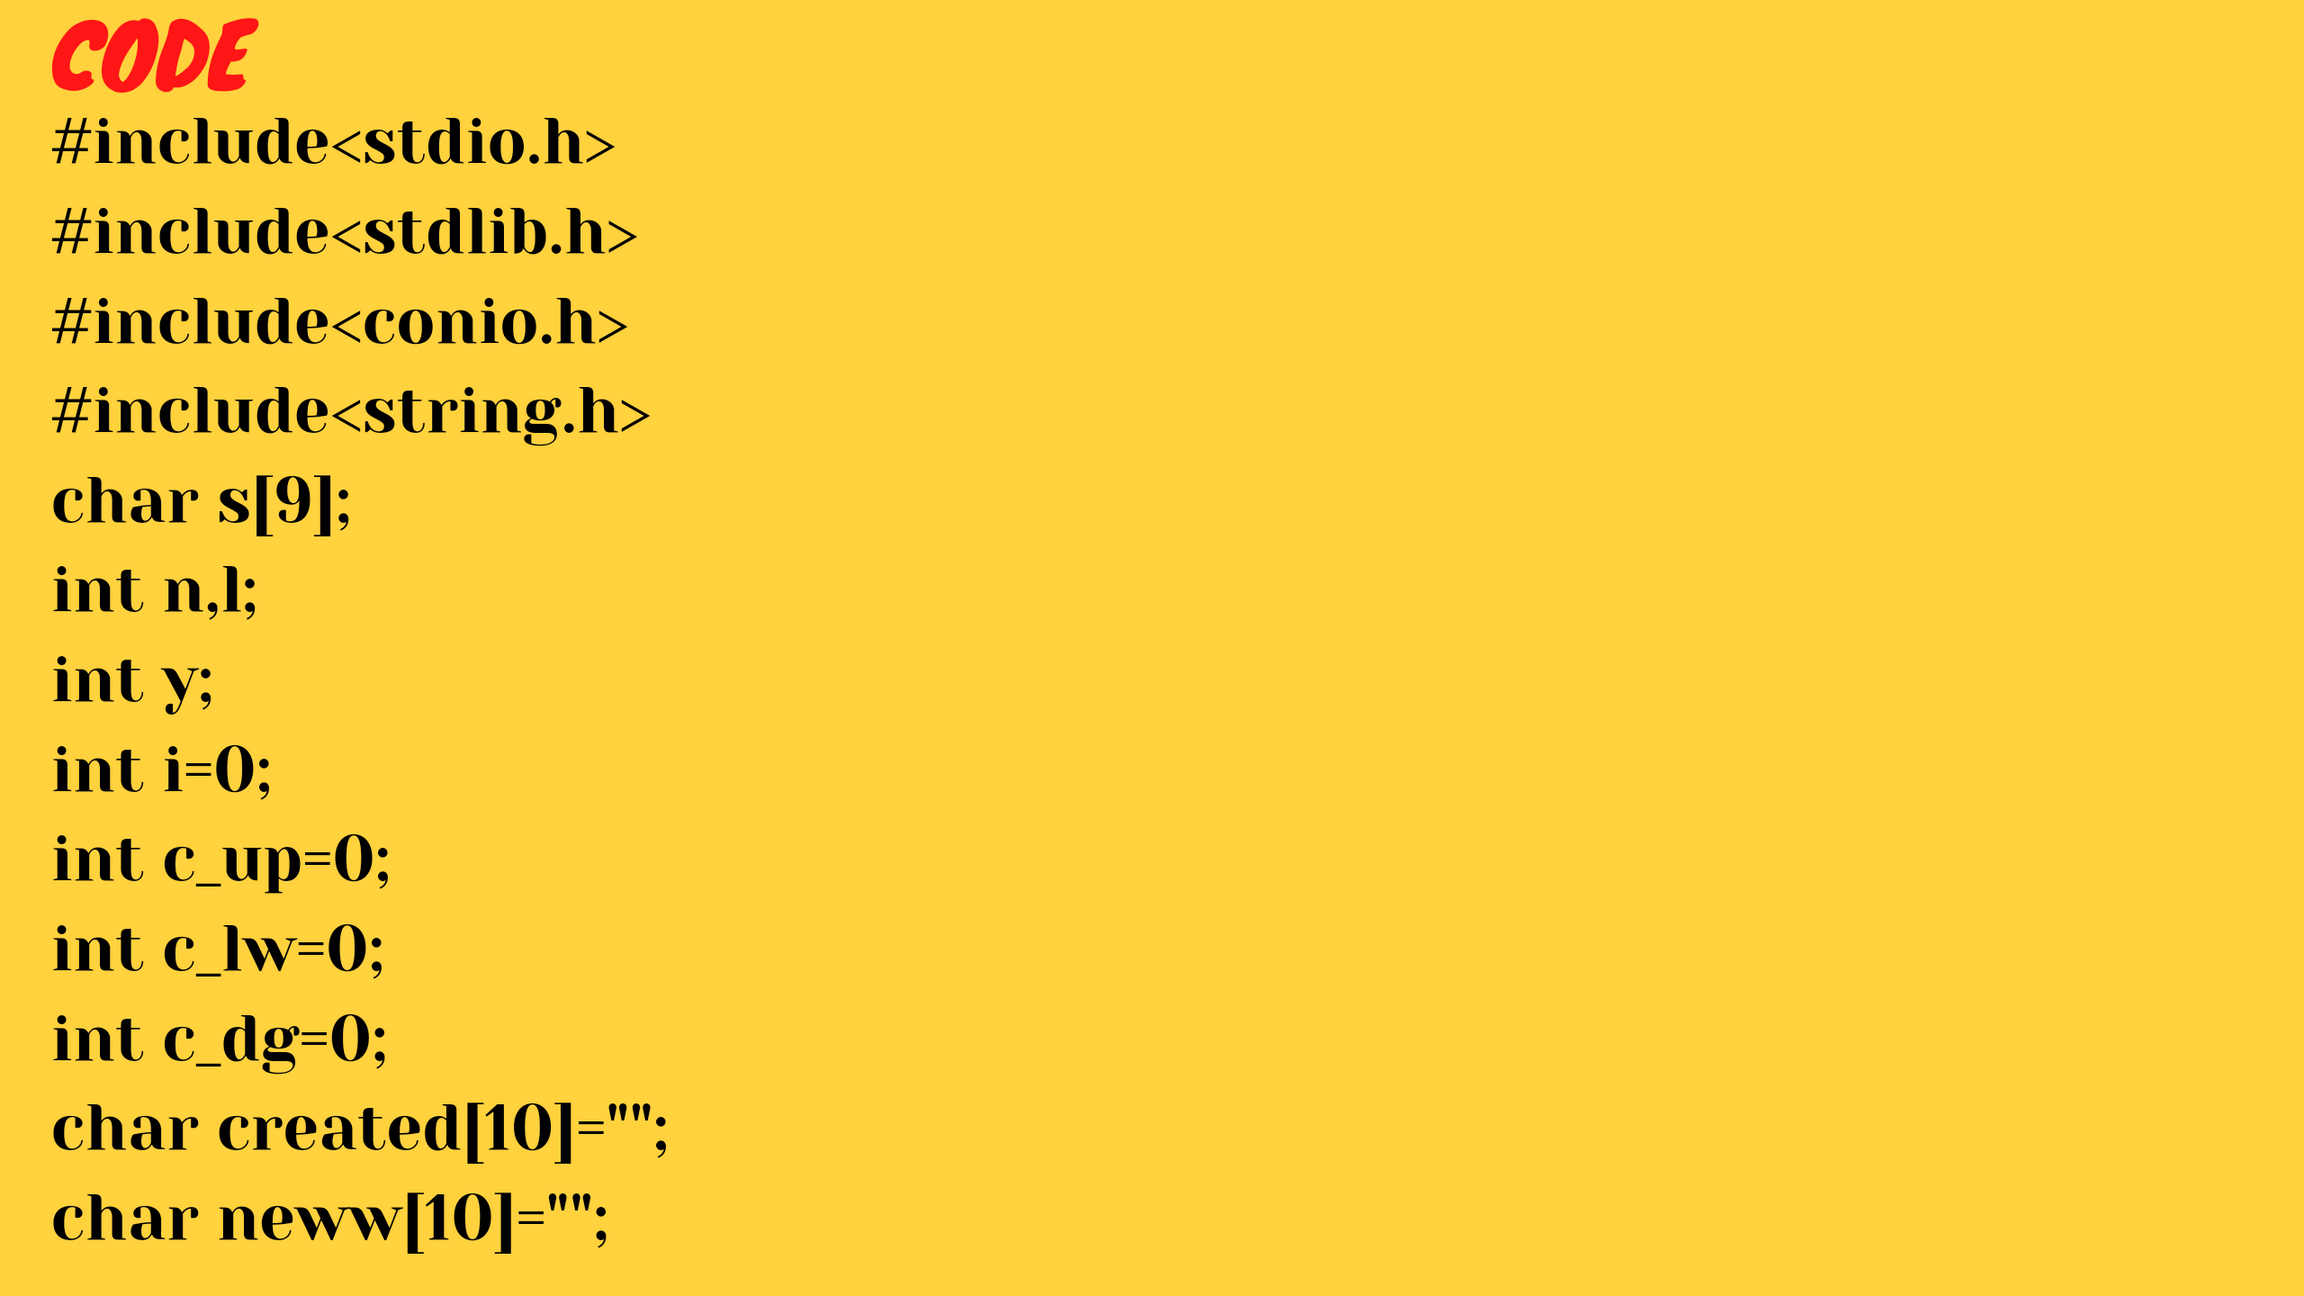 CODE
#include<stdio.h>
#include<stdlib.h>
#include<conio.h>
#include<string.h>
char s[9];
int n,l;
int y;
int i=0;
int c_up=0;
int c_lw=0;
int c_dg=0;
char created[10]="";
char neww[10]="";